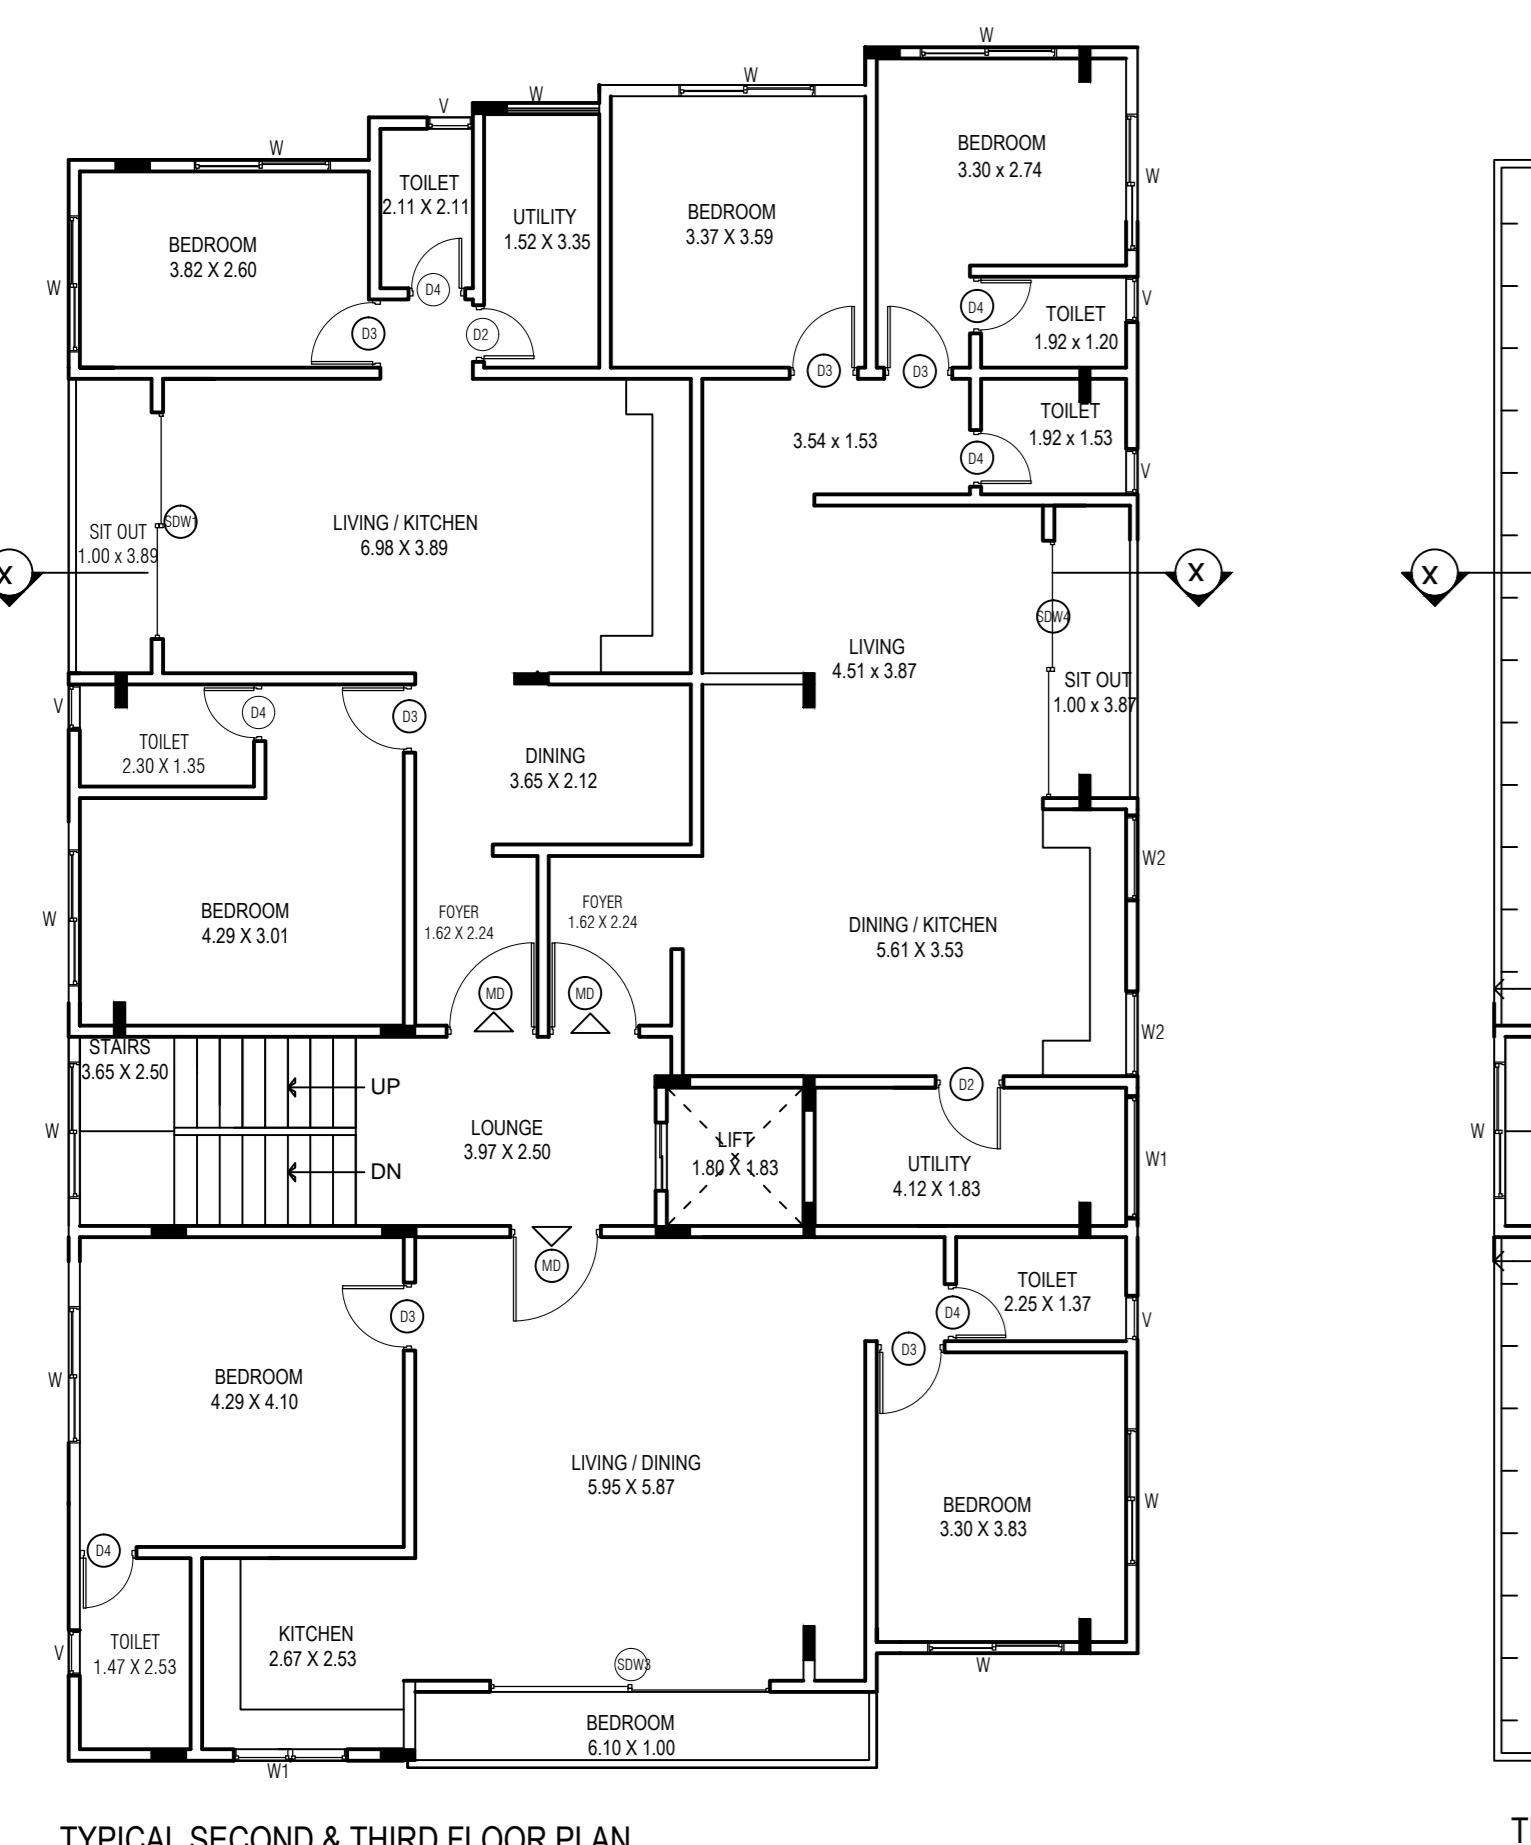 W
W
W
V
W
BEDROOM
3.30 x 2.74
W
TOILET
2.11 X 2.11
UTILITY
1.52 X 3.35
BEDROOM
3.37 X 3.59
BEDROOM
3.82 X 2.60
W
D4
D3
D2
D4
TOILET
1.92 x 1.20
V
D3
D3
TOILET
1.92 x 1.53
3.54 x 1.53
D4
V
SIT OUT
1.00 x 3.89
SDW1
LIVING / KITCHEN
6.98 X 3.89
X
X
X
SDW4
LIVING
4.51 x 3.87
SIT OUT
1.00 x 3.87
V
D4
D3
TOILET
2.30 X 1.35
DINING
3.65 X 2.12
W2
BEDROOM
4.29 X 3.01
W
FOYER
1.62 X 2.24
FOYER
1.62 X 2.24
DINING / KITCHEN
5.61 X 3.53
MD
MD
W2
STAIRS
3.65 X 2.50
UP
D2
W
LOUNGE
3.97 X 2.50
LIFT
1.80 X 1.83
UTILITY
4.12 X 1.83
W1
W
DN
MD
TOILET
2.25 X 1.37
D3
D4
V
D3
BEDROOM
4.29 X 4.10
W
LIVING / DINING
5.95 X 5.87
BEDROOM
3.30 X 3.83
W
D4
TOILET
1.47 X 2.53
V
KITCHEN
2.67 X 2.53
SDW3
W
BEDROOM
6.10 X 1.00
W1
TYPICAL SECOND & THIRD FLOOR PLAN